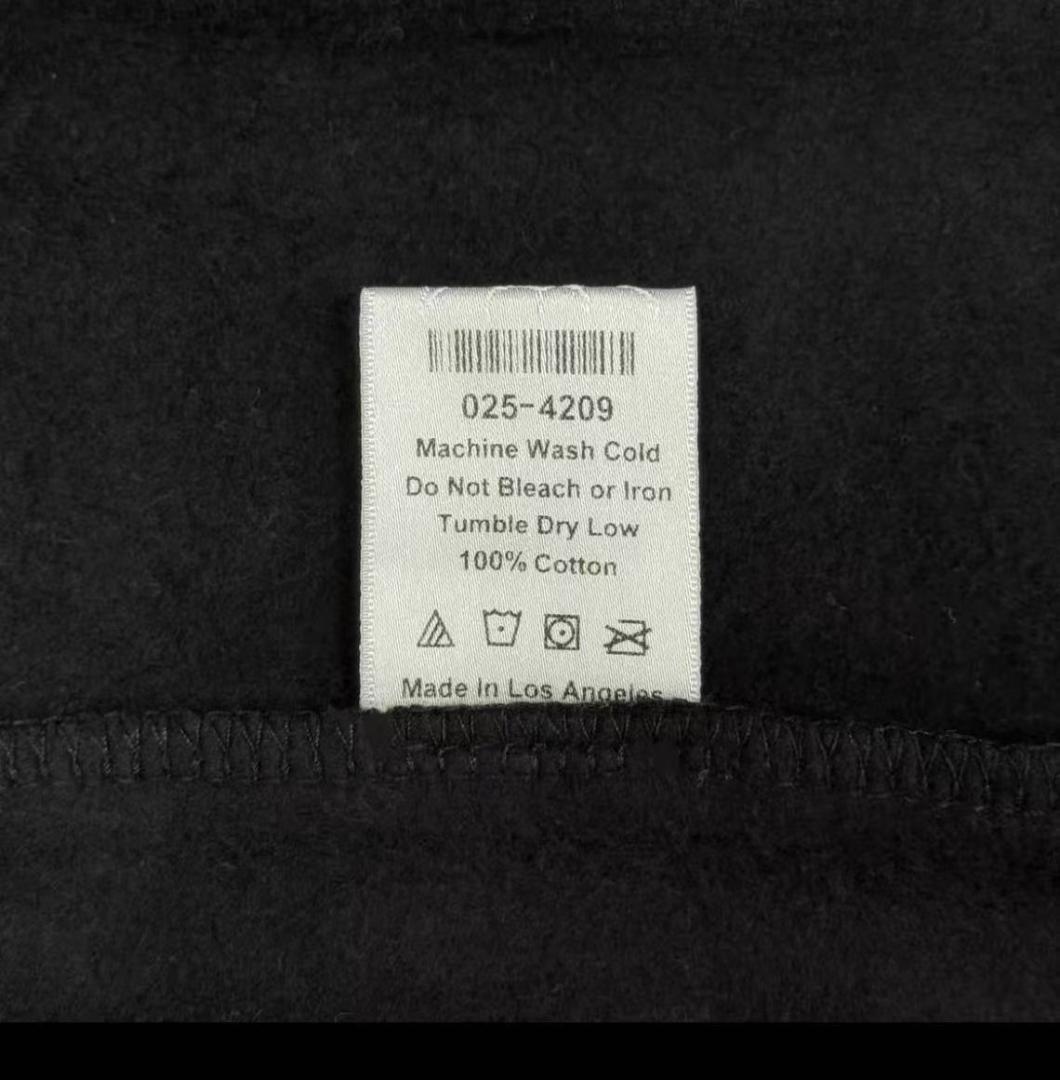 025-4209
Machine Wash Cold
Do Not Bleach or Iron
Tumble Dry Low
100% Cotton
Made In Los Angeles